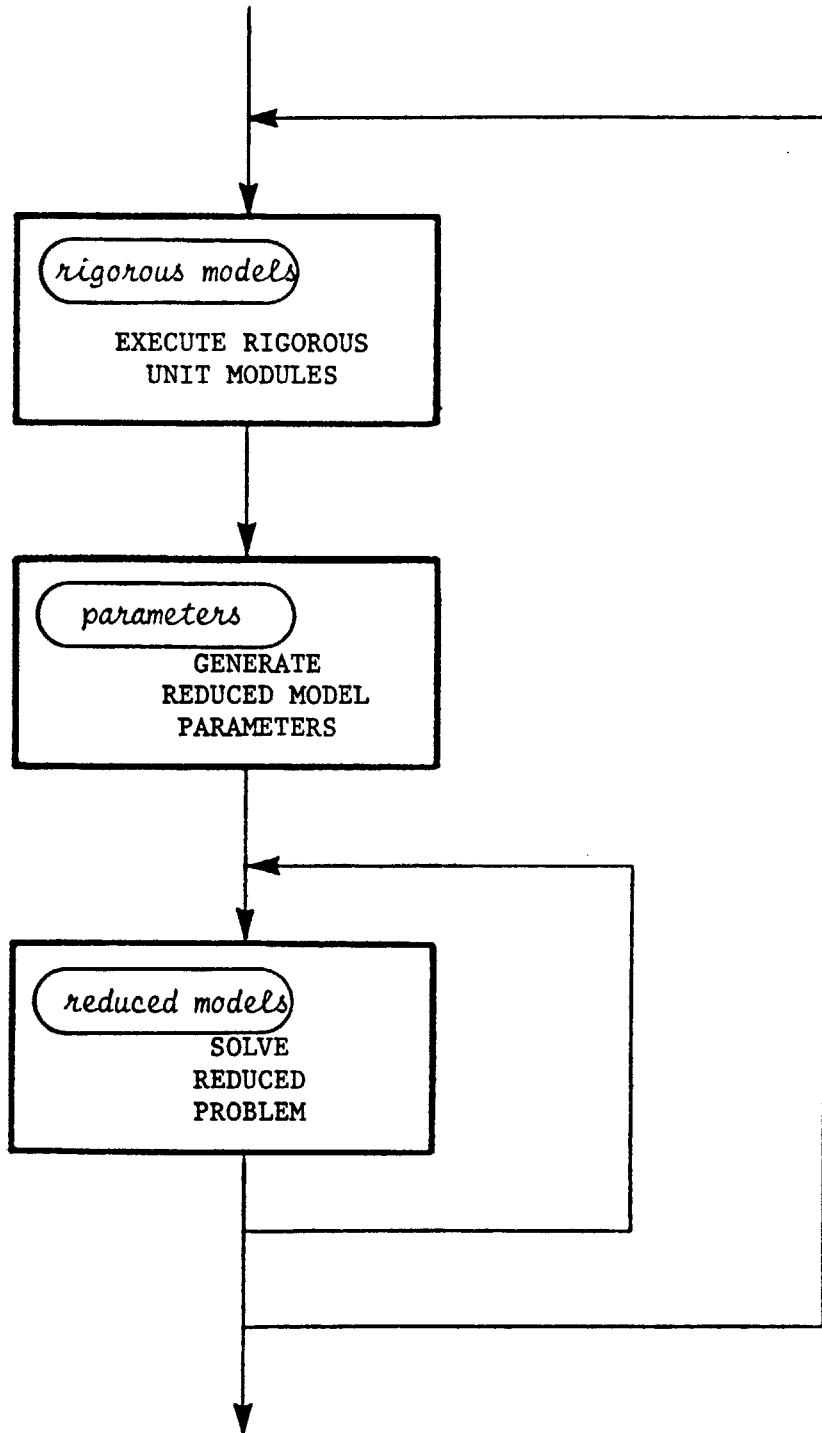 rigorous models
EXECUTE RIGOROUS
UNIT MODULES
parameters
GENERATE
REDUCED MODEL
PARAMETERS
reduced models
SOLVE
REDUCED
PROBLEM